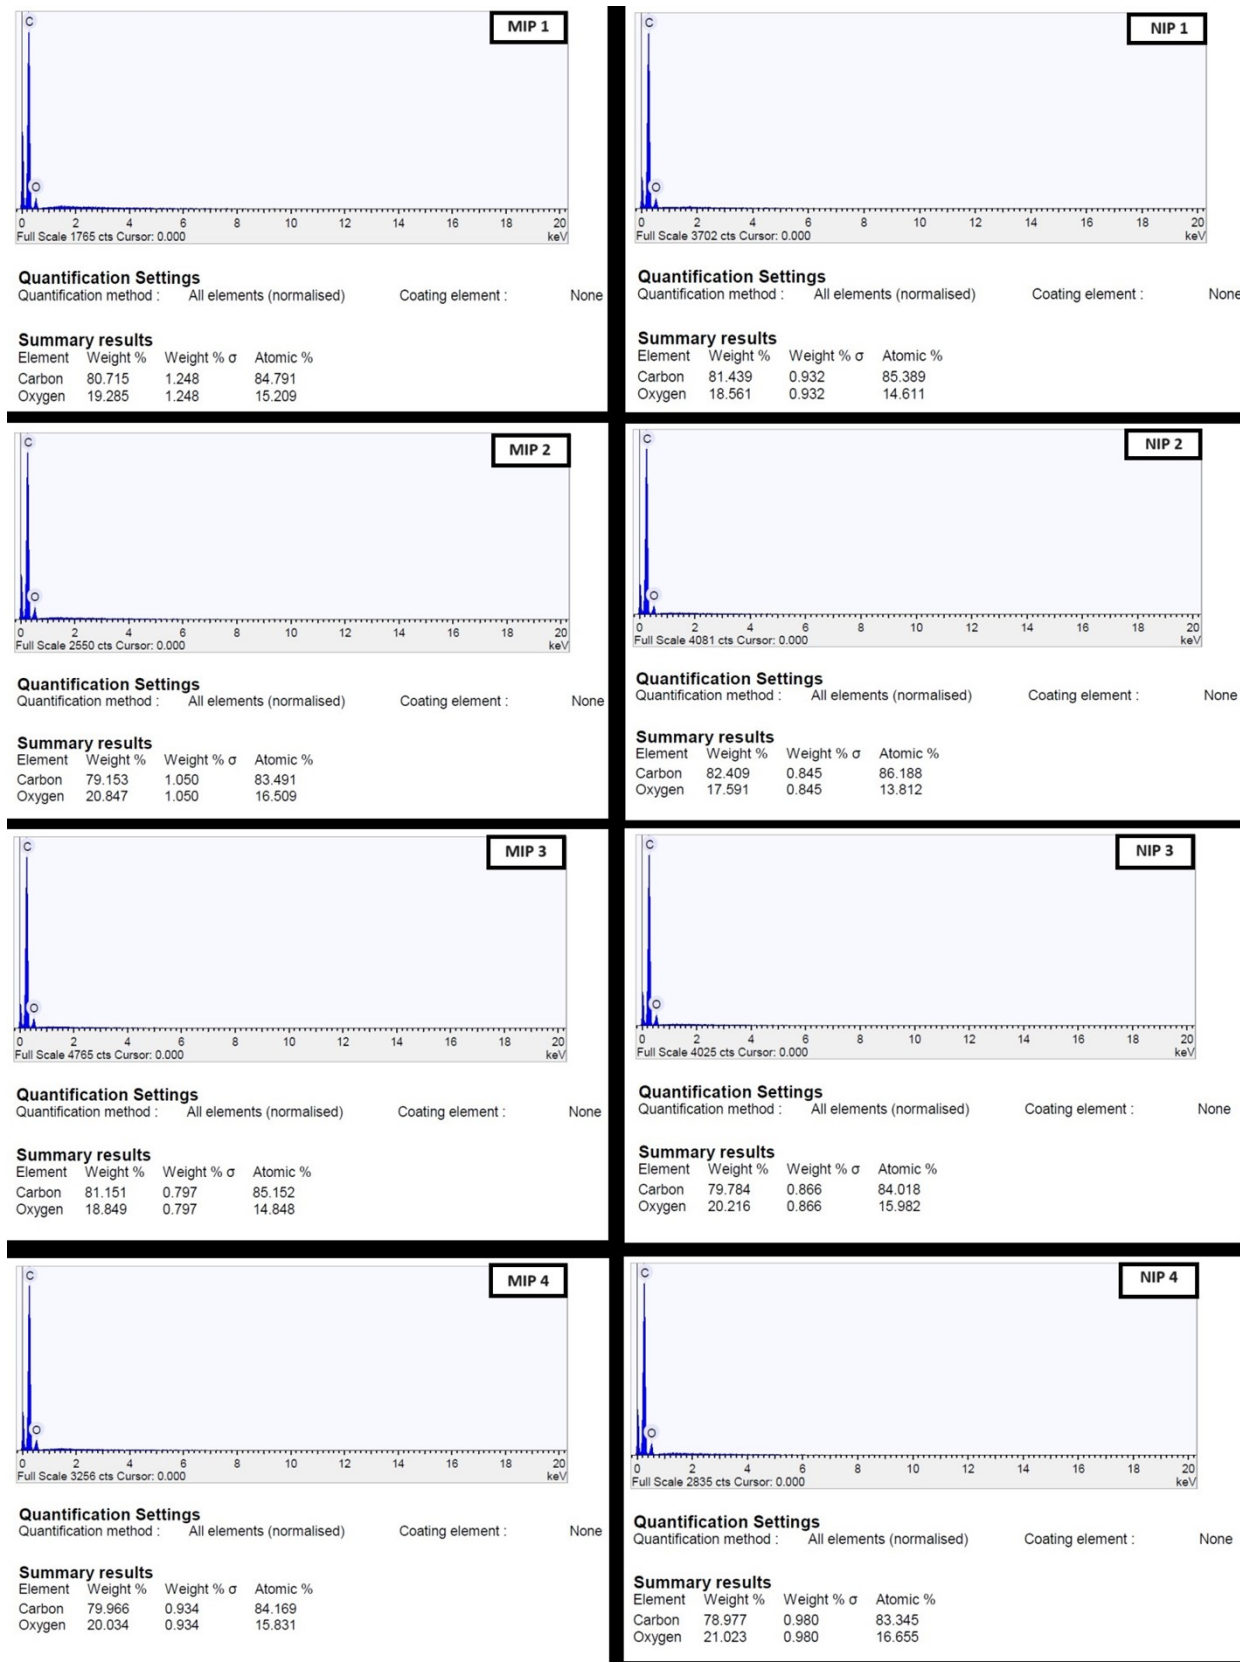 C
MIP 1
O
0 2 4 6 8 10 12 14 16 18 20
Full Scale 1765 cts Cursor: 0.000 keV
Quantification Settings
Quantification method : All elements (normalised) Coating element : None
Summary results
Element Weight % Weight % σ Atomic %
Carbon 80.715 1.248 84.791
Oxygen 19.285 1.248 15.209
C
NIP 1
O
0 2 4 6 8 10 12 14 16 18 20
Full Scale 3702 cts Cursor: 0.000 keV
Quantification Settings
Quantification method : All elements (normalised) Coating element : None
Summary results
Element Weight % Weight % σ Atomic %
Carbon 81.439 0.932 85.389
Oxygen 18.561 0.932 14.611
C
MIP 2
O
0 2 4 6 8 10 12 14 16 18 20
Full Scale 2550 cts Cursor: 0.000 keV
Quantification Settings
Quantification method : All elements (normalised) Coating element : None
Summary results
Element Weight % Weight % σ Atomic %
Carbon 79.153 1.050 83.491
Oxygen 20.847 1.050 16.509
C
NIP 2
O
0 2 4 6 8 10 12 14 16 18 20
Full Scale 4081 cts Cursor: 0.000 keV
Quantification Settings
Quantification method : All elements (normalised) Coating element : None
Summary results
Element Weight % Weight % σ Atomic %
Carbon 82.409 0.845 86.188
Oxygen 17.591 0.845 13.812
C
MIP 3
O
0 2 4 6 8 10 12 14 16 18 20
Full Scale 4765 cts Cursor: 0.000 keV
Quantification Settings
Quantification method : All elements (normalised) Coating element : None
Summary results
Element Weight % Weight % σ Atomic %
Carbon 81.151 0.797 85.152
Oxygen 18.849 0.797 14.848
C
NIP 3
O
0 2 4 6 8 10 12 14 16 18 20
Full Scale 4025 cts Cursor: 0.000 keV
Quantification Settings
Quantification method : All elements (normalised) Coating element : None
Summary results
Element Weight % Weight % σ Atomic %
Carbon 79.784 0.866 84.018
Oxygen 20.216 0.866 15.982
C
MIP 4
O
0 2 4 6 8 10 12 14 16 18 20
Full Scale 3256 cts Cursor: 0.000 keV
Quantification Settings
Quantification method : All elements (normalised) Coating element : None
Summary results
Element Weight % Weight % σ Atomic %
Carbon 79.966 0.934 84.169
Oxygen 20.034 0.934 15.831
C
NIP 4
O
0 2 4 6 8 10 12 14 16 18 20
Full Scale 2835 cts Cursor: 0.000 keV
Quantification Settings
Quantification method : All elements (normalised) Coating element : None
Summary results
Element Weight % Weight % σ Atomic %
Carbon 78.977 0.980 83.345
Oxygen 21.023 0.980 16.655